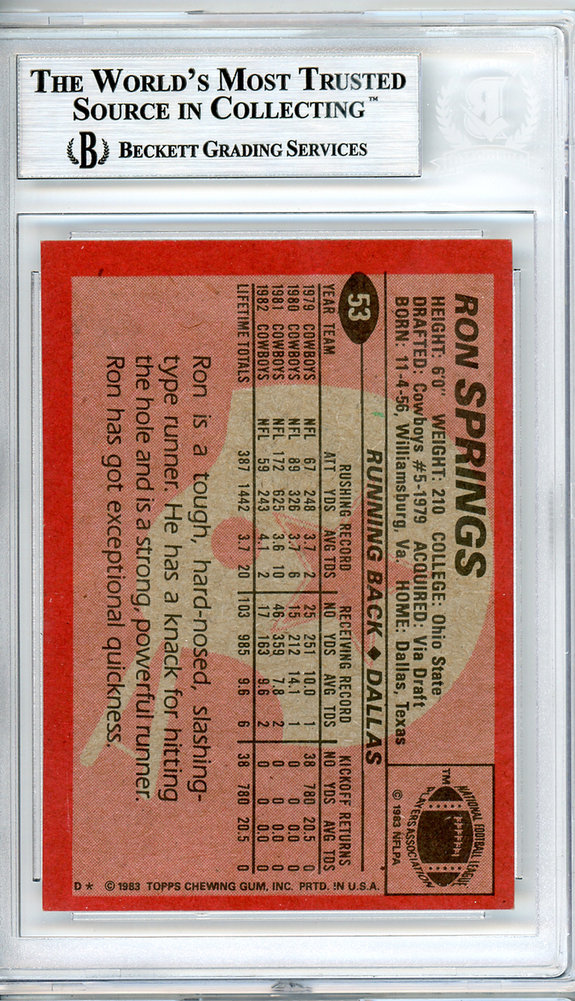 THE WORLD'S MOST TRUSTED
SOURCE IN COLLECTING™
B BECKETT GRADING SERVICES
53
RON SPRINGS
HEIGHT: 6'0" WEIGHT: 210 COLLEGE: Ohio State
DRAFTED: Cowboys #5-1979 ACQUIRED: Via Draft
BORN: 11-4-56, Williamsburg, Va. HOME: Dallas, Texas
RUNNING BACK ♦ DALLAS
NATIONAL FOOTBALL LEAGUE
PLAYERS ASSOCIATION
TM
© 1983 NFLPA
RUSHING RECORD RECEIVING RECORD KICKOFF RETURNS
YEAR TEAM ATT YDS AVG TDS NO YDS AVG TDS NO YDS AVG TDS
1979 COWBOYS NFL 67 248 3.7 2 25 251 10.0 1 38 780 20.5 0
1980 COWBOYS NFL 89 326 3.7 6 15 212 14.1 1 0 0 0.0 0
1981 COWBOYS NFL 172 625 3.6 10 46 359 7.8 2 0 0 0.0 0
1982 COWBOYS NFL 59 243 4.1 2 17 163 9.6 2 0 0 0.0 0
LIFETIME TOTALS 387 1442 3.7 20 103 985 9.6 6 38 780 20.5 0
Ron is a tough, hard-nosed, slashing-
type runner. He has a knack for hitting
the hole and is a strong, powerful runner.
Ron has got exceptional quickness.
D* © 1983 TOPPS CHEWING GUM, INC. PRTD. IN U.S.A.